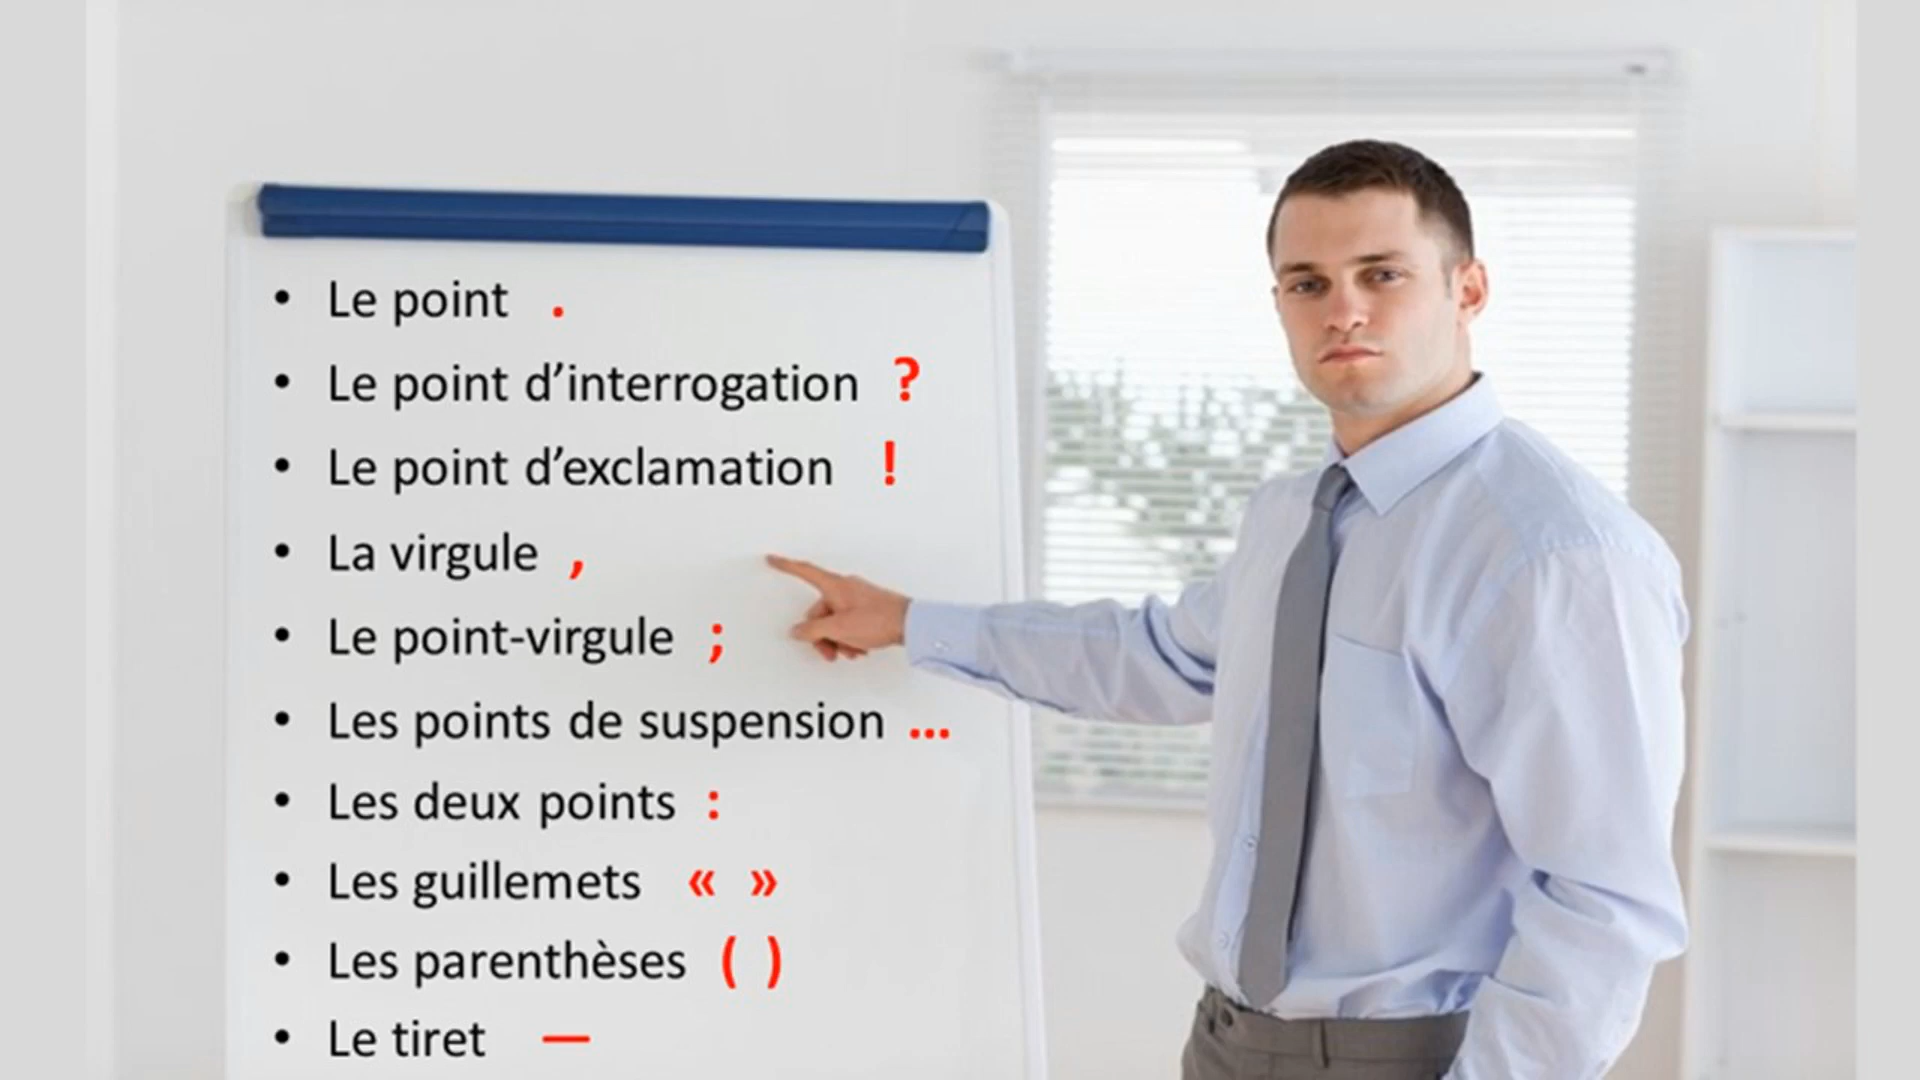 • Le point .
• Le point d’interrogation ?
• Le point d’exclamation !
• La virgule ,
• Le point-virgule ;
• Les points de suspension ...
• Les deux points :
• Les guillemets « »
• Les parenthèses ( )
• Le tiret —